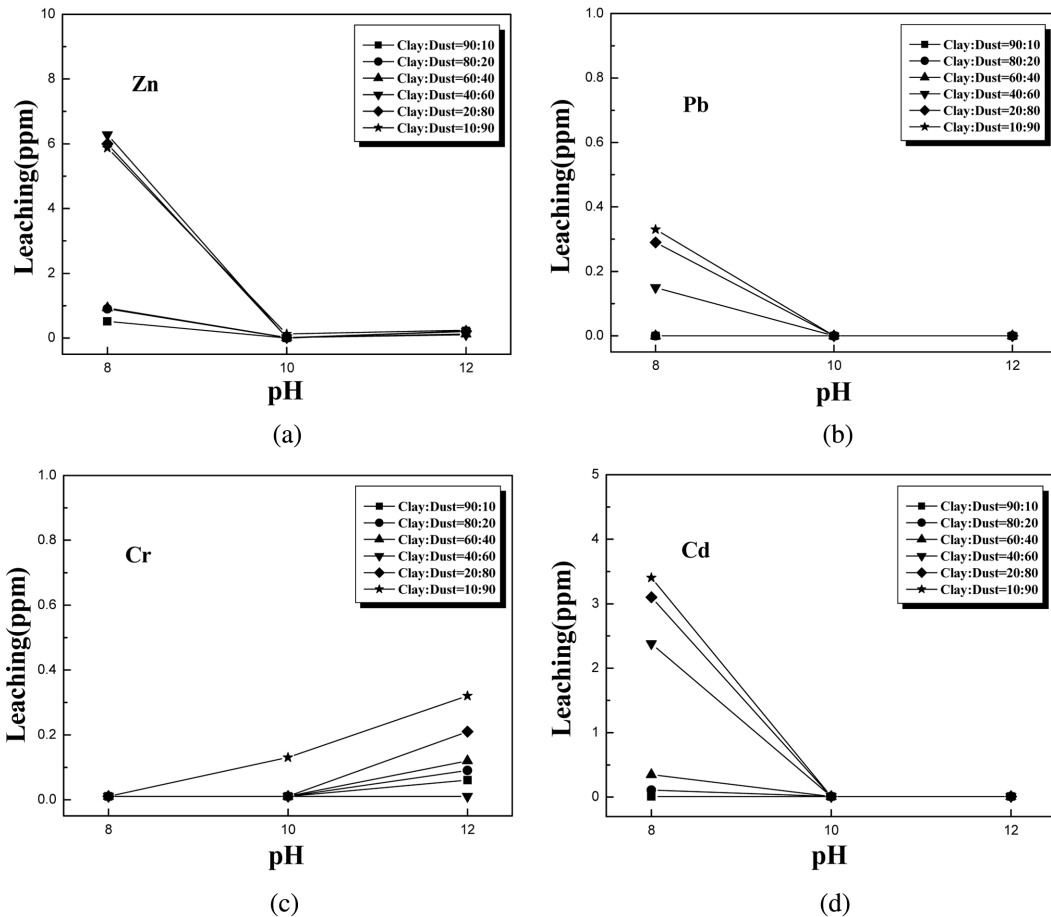 10
8
6
4
2
0
Leaching(ppm)
Zn
Clay:Dust=90:10
Clay:Dust=80:20
Clay:Dust=60:40
Clay:Dust=40:60
Clay:Dust=20:80
Clay:Dust=10:90
8 10 12
pH
(a)
1.0
0.8
0.6
0.4
0.2
0.0
Leaching(ppm)
Pb
Clay:Dust=90:10
Clay:Dust=80:20
Clay:Dust=60:40
Clay:Dust=40:60
Clay:Dust=20:80
Clay:Dust=10:90
8 10 12
pH
(b)
1.0
0.8
0.6
0.4
0.2
0.0
Leaching(ppm)
Cr
Clay:Dust=90:10
Clay:Dust=80:20
Clay:Dust=60:40
Clay:Dust=40:60
Clay:Dust=20:80
Clay:Dust=10:90
8 10 12
pH
(c)
5
4
3
2
1
0
Leaching(ppm)
Cd
Clay:Dust=90:10
Clay:Dust=80:20
Clay:Dust=60:40
Clay:Dust=40:60
Clay:Dust=20:80
Clay:Dust=10:90
8 10 12
pH
(d)